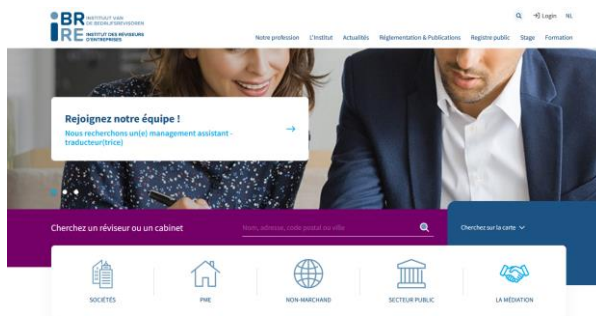 BR INSTITUUT VAN
DE BEDRIJFSREVISOREN
IRE INSTITUT DES RÉVISEURS
D'ENTREPRISES
Login NL
Notre profession L'Institut Actualités Réglementation & Publications Registre public Stage Formation
Rejoignez notre équipe !
Nous recherchons un(e) management assistant -
traducteur(trice)
Cherchez un réviseur ou un cabinet
Nom, adresse, code postal ou ville
Cherchez sur la carte
SOCIÉTÉS
PME
NON-MARCHAND
SECTEUR PUBLIC
LA MÉDIATION